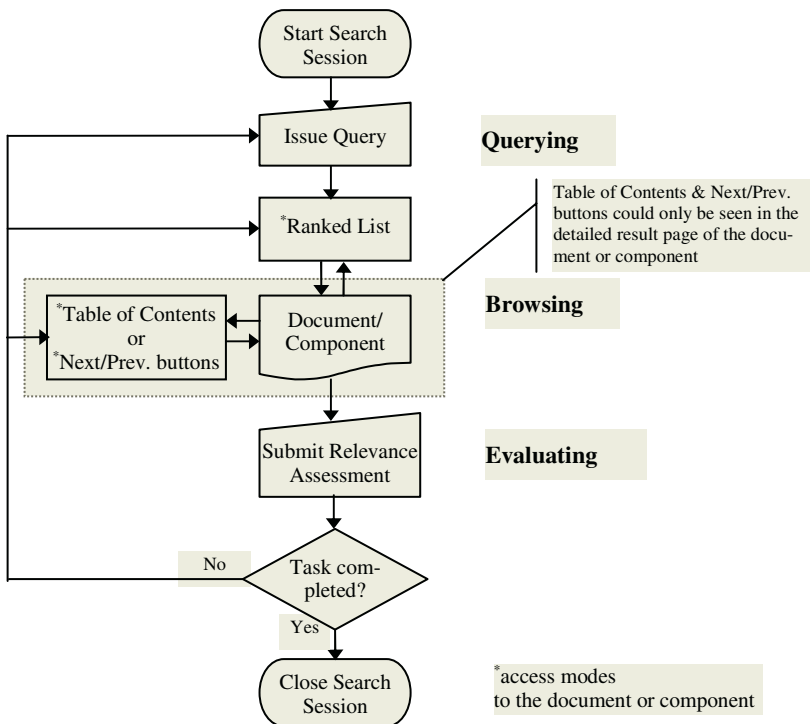 Start Search
Session
Issue Query
Querying
*Ranked List
Table of Contents & Next/Prev.
buttons could only be seen in the
detailed result page of the docu-
ment or component
*Table of Contents
or
*Next/Prev. buttons
Document/
Component
Browsing
Submit Relevance
Assessment
Evaluating
No
Task com-
pleted?
Yes
Close Search
Session
*access modes
to the document or component